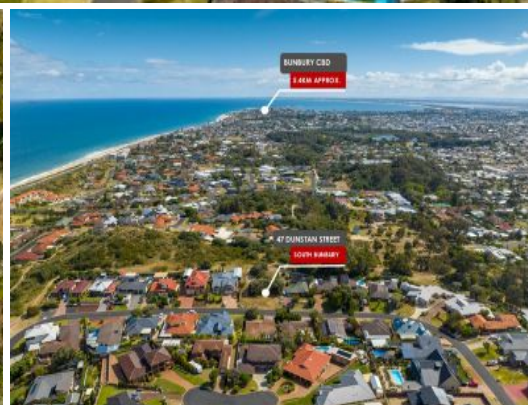 BUNBURY CBD
3.4KM APPROX.
47 DUNSTAN STREET
SOUTH BUNBURY